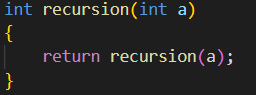 int recursion(int a)
{
    return recursion(a);
}